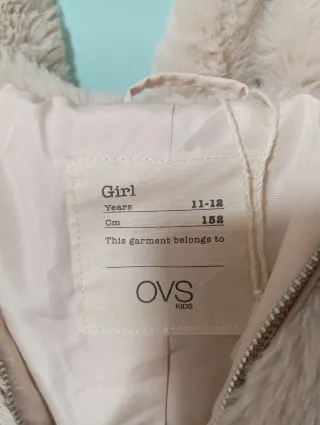 Girl
Years 11-12
Cm 152
This garment belongs to
OVS
KIDS